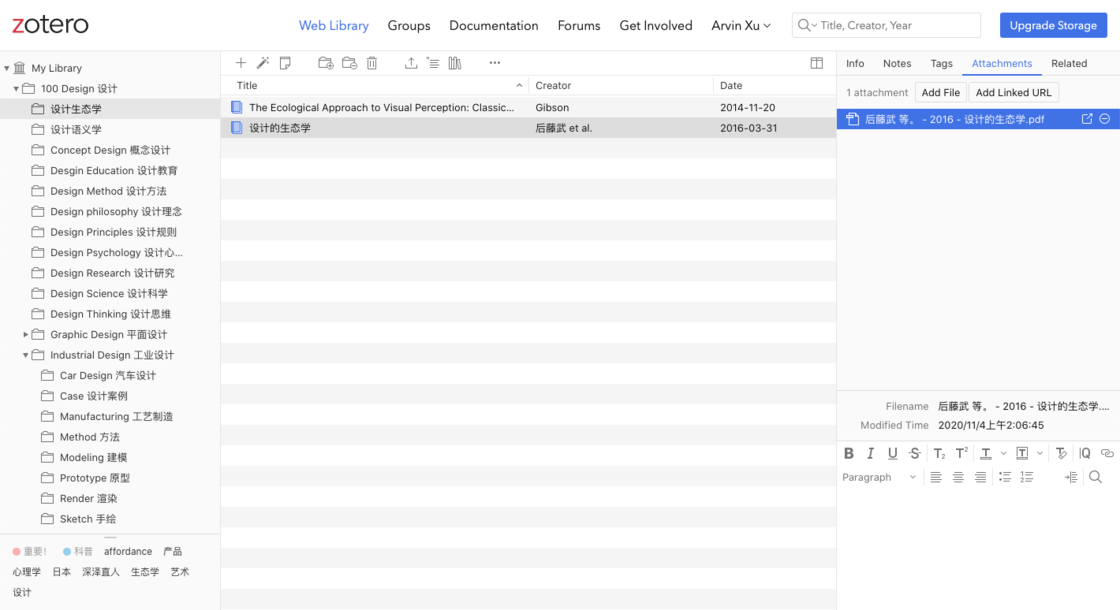 zotero
Web Library Groups Documentation Forums Get Involved Arvin Xu Title, Creator, Year Upgrade Storage
My Library
100 Design 设计
设计生态学
设计语义学
Concept Design 概念设计
Desgin Education 设计教育
Design Method 设计方法
Design philosophy 设计理念
Design Principles 设计规则
Design Psychology 设计心...
Design Research 设计研究
Design Science 设计科学
Design Thinking 设计思维
Graphic Design 平面设计
Industrial Design 工业设计
Car Design 汽车设计
Case 设计案例
Manufacturing 工艺制造
Method 方法
Modeling 建模
Prototype 原型
Render 渲染
Sketch 手绘
重要! 科普 affordance 产品
心理学 日本 深泽直人 生态学 艺术
设计
Title Creator Date
The Ecological Approach to Visual Perception: Classic... Gibson 2014-11-20
设计的生态学 后藤武 et al. 2016-03-31
Info Notes Tags Attachments Related
1 attachment Add File Add Linked URL
后藤武 等。 - 2016 - 设计的生态学.pdf
Filename 后藤武 等。 - 2016 - 设计的生态学....
Modified Time 2020/11/4上午2:06:45
B I U S T2 T2 T T T IQ
Paragraph